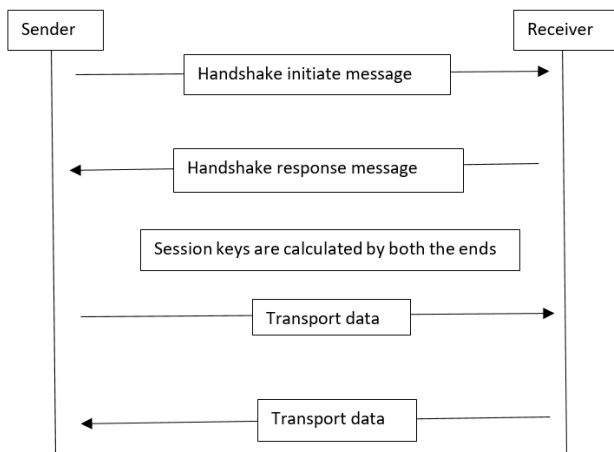 Sender
Receiver
Handshake initiate message
Handshake response message
Session keys are calculated by both the ends
Transport data
Transport data